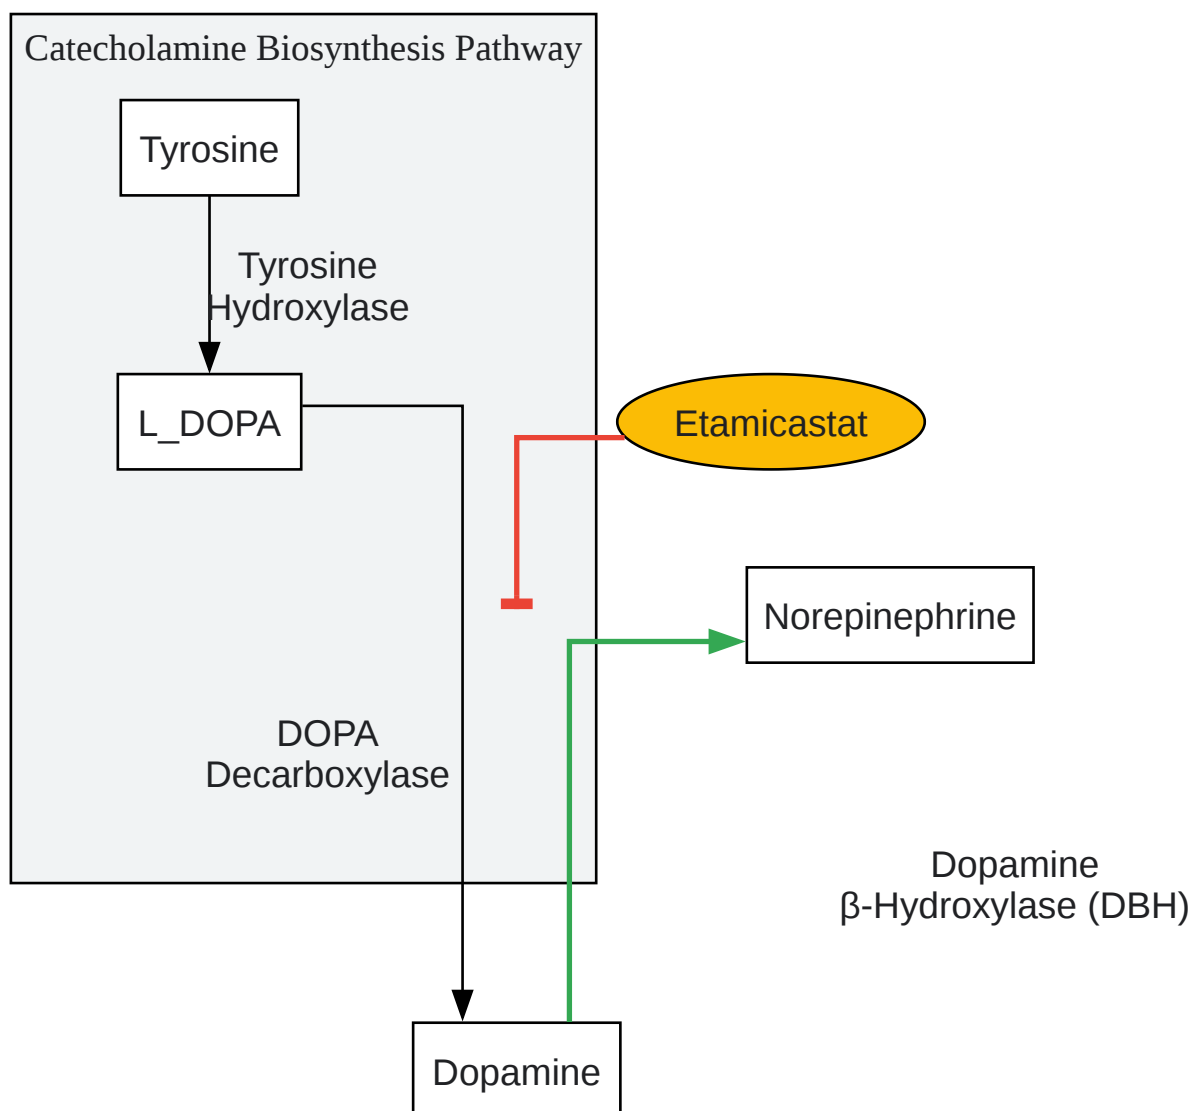 Catecholamine Biosynthesis Pathway
Tyrosine
Tyrosine
Hydroxylase
L_DOPA
Etamicastat
Norepinephrine
DOPA
Decarboxylase
Dopamine
β-Hydroxylase (DBH)
Dopamine